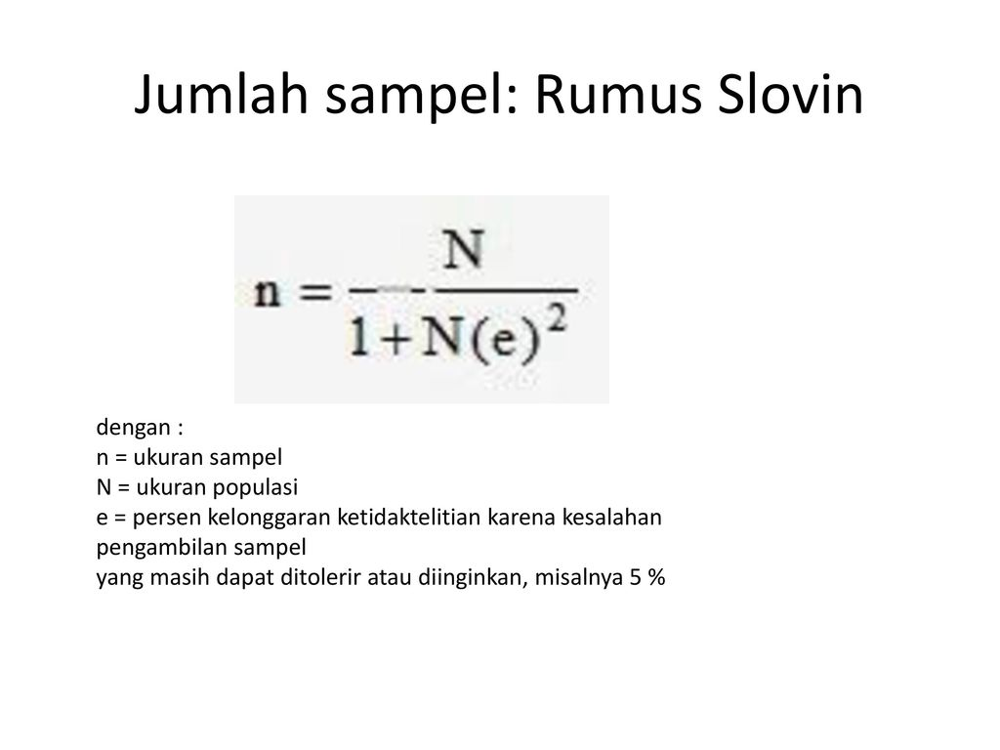 Jumlah sampel: Rumus Slovin
n = N
1+N(e)²
dengan :
n = ukuran sampel
N = ukuran populasi
e = persen kelonggaran ketidaktelitian karena kesalahan
pengambilan sampel
yang masih dapat ditolerir atau diinginkan, misalnya 5 %